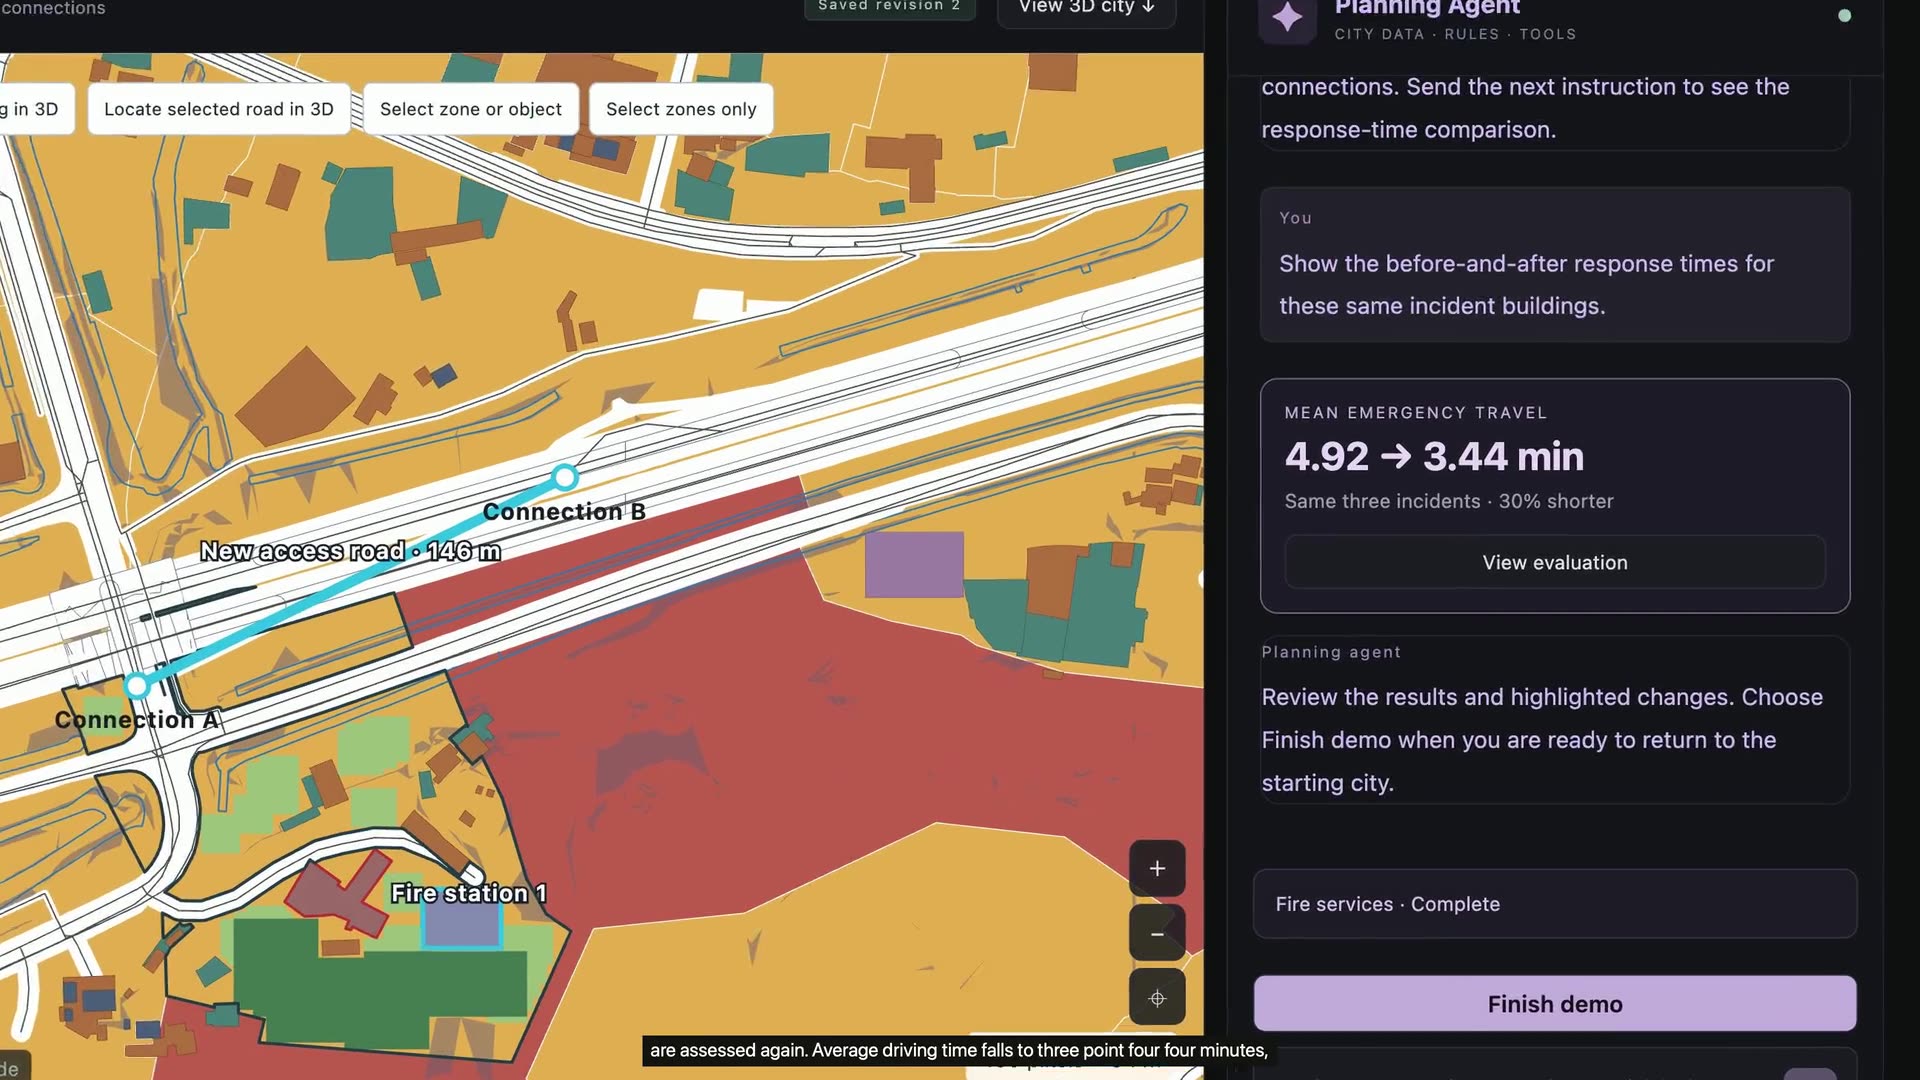 connections
Saved revision 2
View 3D city ↓
g in 3D
Locate selected road in 3D
Select zone or object
Select zones only
Connection B
New access road · 146 m
Connection A
Fire station 1
+
−
de
are assessed again. Average driving time falls to three point four four minutes,
Planning Agent
CITY DATA · RULES · TOOLS
connections. Send the next instruction to see the
response-time comparison.
You
Show the before-and-after response times for
these same incident buildings.
MEAN EMERGENCY TRAVEL
4.92 → 3.44 min
Same three incidents · 30% shorter
View evaluation
Planning agent
Review the results and highlighted changes. Choose
Finish demo when you are ready to return to the
starting city.
Fire services · Complete
Finish demo